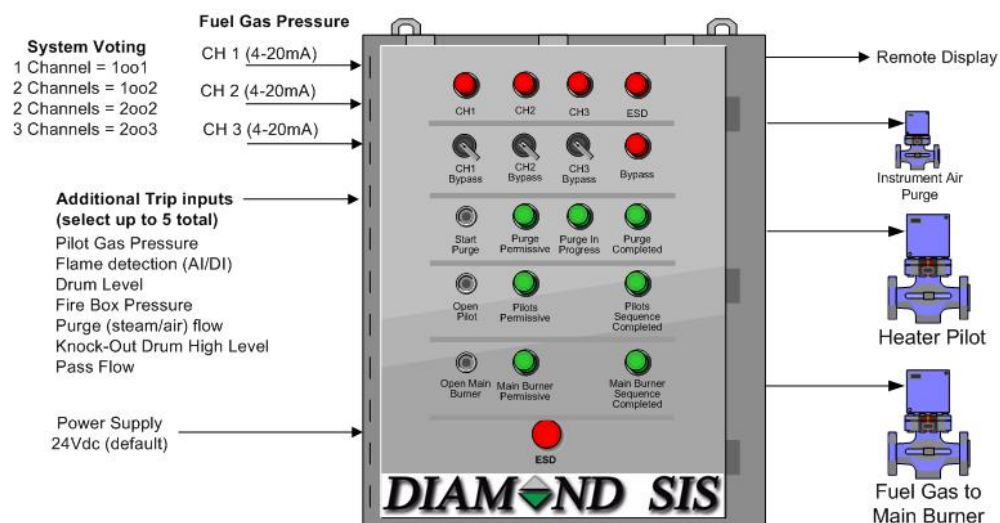 Fuel Gas Pressure
System Voting
1 Channel = 1oo1
2 Channels = 1oo2
2 Channels = 2oo2
3 Channels = 2oo3
CH 1 (4-20mA)
CH 2 (4-20mA)
CH 3 (4-20mA)
Additional Trip inputs
(select up to 5 total)
Pilot Gas Pressure
Flame detection (AI/DI)
Drum Level
Fire Box Pressure
Purge (steam/air) flow
Knock-Out Drum High Level
Pass Flow
Power Supply
24Vdc (default)
CH1
CH2
CH3
ESD
CH1
Bypass
CH2
Bypass
CH3
Bypass
Bypass
Start
Purge
Purge
Permissive
Purge In
Progress
Purge
Completed
Open
Pilot
Pilots
Permissive
Pilots
Sequence
Completed
Open Main
Burner
Main Burner
Permissive
Main Burner
Sequence
Completed
ESD
DIAMOND SIS
Remote Display
Instrument Air
Purge
Heater Pilot
Fuel Gas to
Main Burner